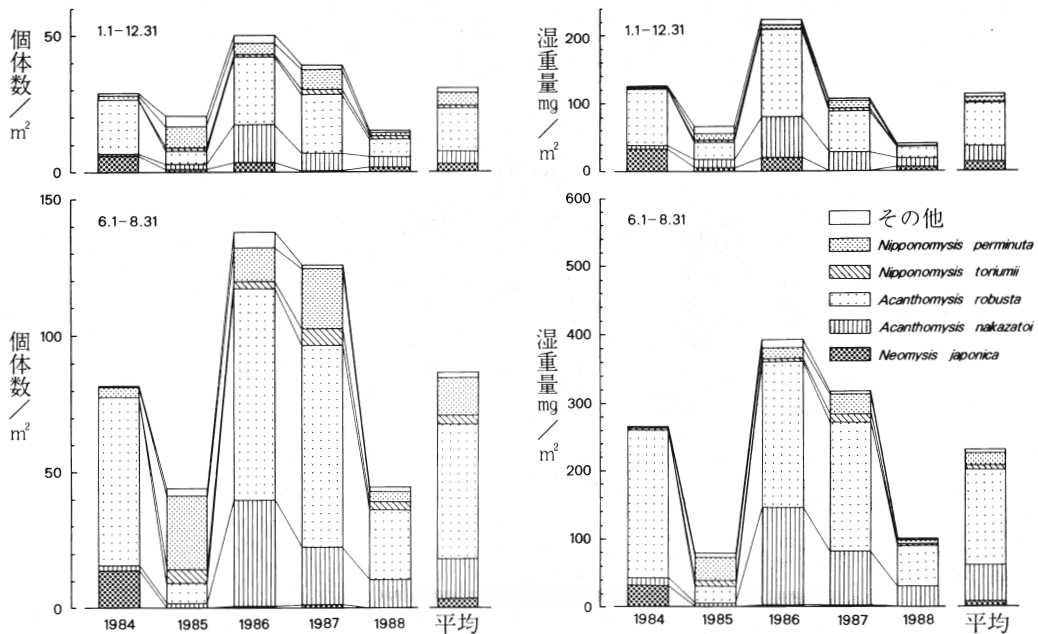 個体数/㎡
50
0
1.1-12.31
湿重量mg/㎡
200
100
0
1.1-12.31
個体数/㎡
150
100
50
0
6.1-8.31
1984 1985 1986 1987 1988 平均
湿重量mg/㎡
600
500
400
300
200
100
0
6.1-8.31
その他
Nipponomysis perminuta
Nipponomysis toriumii
Acanthomysis robusta
Acanthomysis nakazatoi
Neomysis japonica
1984 1985 1986 1987 1988 平均